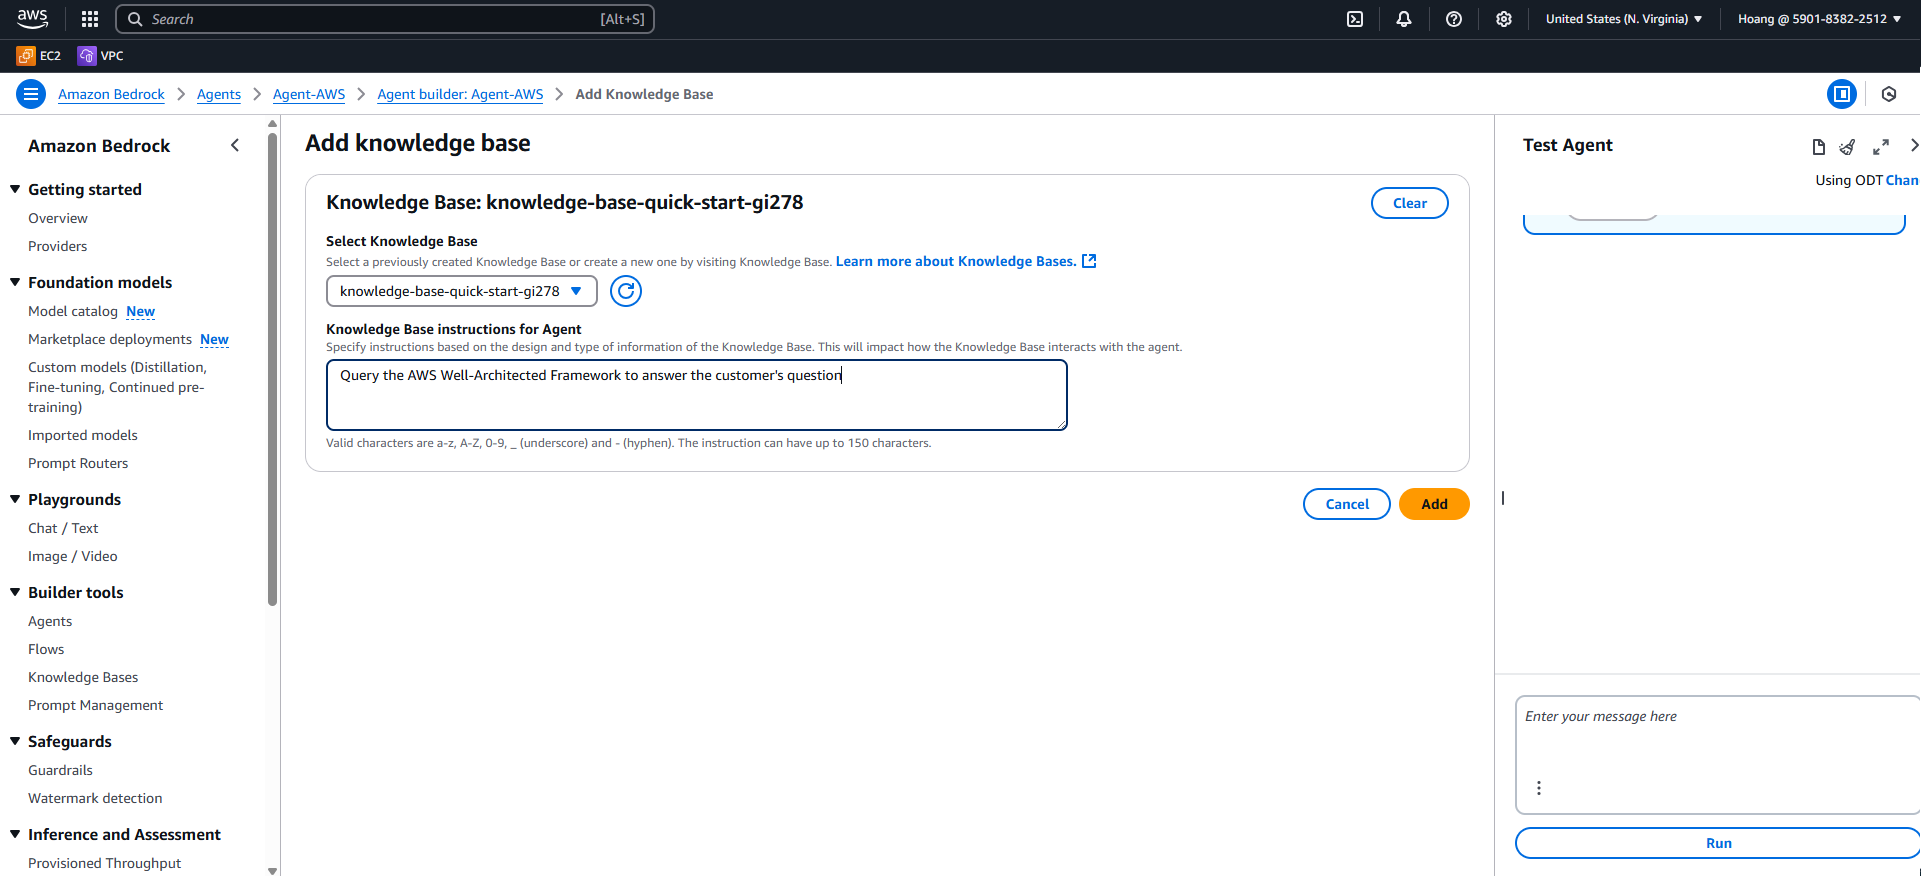 aws
Search
[Alt+S]
United States (N. Virginia)
Hoang @ 5901-8382-2512
EC2
VPC
Amazon Bedrock
Agents
Agent-AWS
Agent builder: Agent-AWS
Add Knowledge Base
Amazon Bedrock
Getting started
Overview
Providers
Foundation models
Model catalog New
Marketplace deployments New
Custom models (Distillation,
Fine-tuning, Continued pre-
training)
Imported models
Prompt Routers
Playgrounds
Chat / Text
Image / Video
Builder tools
Agents
Flows
Knowledge Bases
Prompt Management
Safeguards
Guardrails
Watermark detection
Inference and Assessment
Provisioned Throughput
Add knowledge base
Knowledge Base: knowledge-base-quick-start-gi278
Clear
Select Knowledge Base
Select a previously created Knowledge Base or create a new one by visiting Knowledge Base. Learn more about Knowledge Bases.
knowledge-base-quick-start-gi278
Knowledge Base instructions for Agent
Specify instructions based on the design and type of information of the Knowledge Base. This will impact how the Knowledge Base interacts with the agent.
Query the AWS Well-Architected Framework to answer the customer's question
Valid characters are a-z, A-Z, 0-9, _ (underscore) and - (hyphen). The instruction can have up to 150 characters.
Cancel
Add
Test Agent
Using ODT Chan
Enter your message here
Run